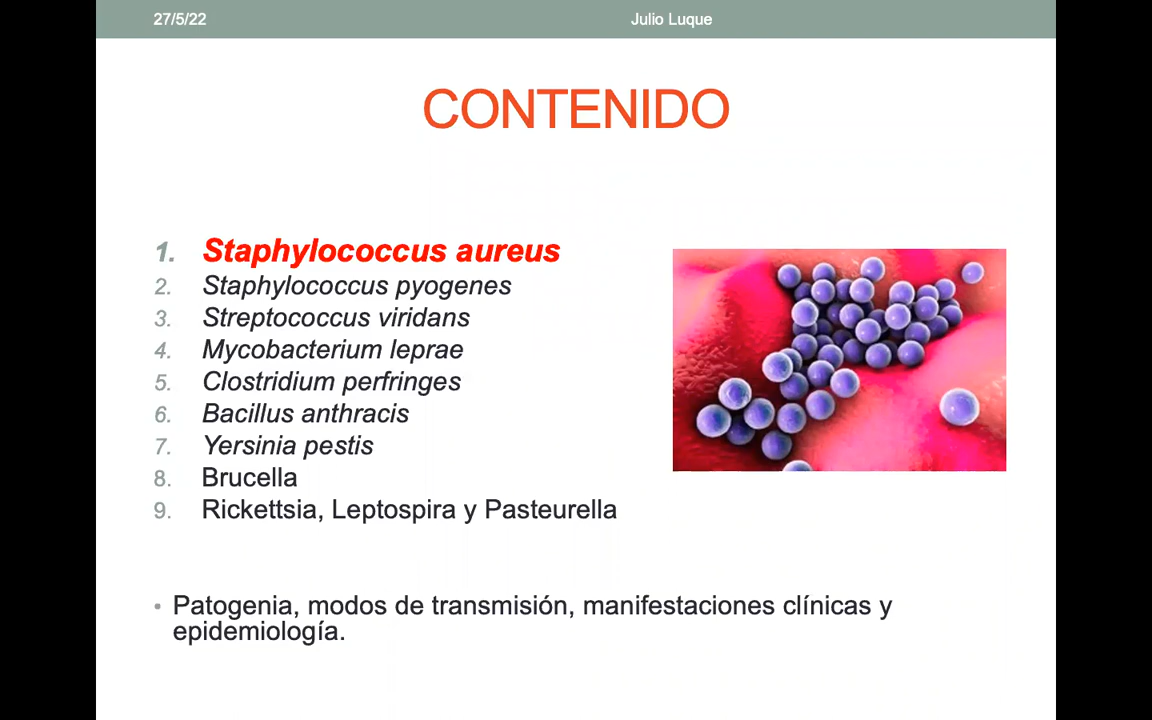 27/5/22
Julio Luque
CONTENIDO
1. Staphylococcus aureus
2. Staphylococcus pyogenes
3. Streptococcus viridans
4. Mycobacterium leprae
5. Clostridium perfringes
6. Bacillus anthracis
7. Yersinia pestis
8. Brucella
9. Rickettsia, Leptospira y Pasteurella
• Patogenia, modos de transmisión, manifestaciones clínicas y
epidemiología.